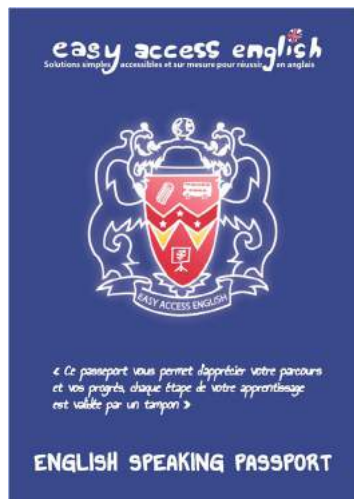 easy access english
Solutions simples, accessibles et sur mesure pour réussir en anglais
EASY ACCESS ENGLISH
« Ce passeport vous permet d'apprécier votre parcours
et vos progrès, chaque étape de votre apprentissage
est validée par un tampon »
ENGLISH SPEAKING PASSPORT